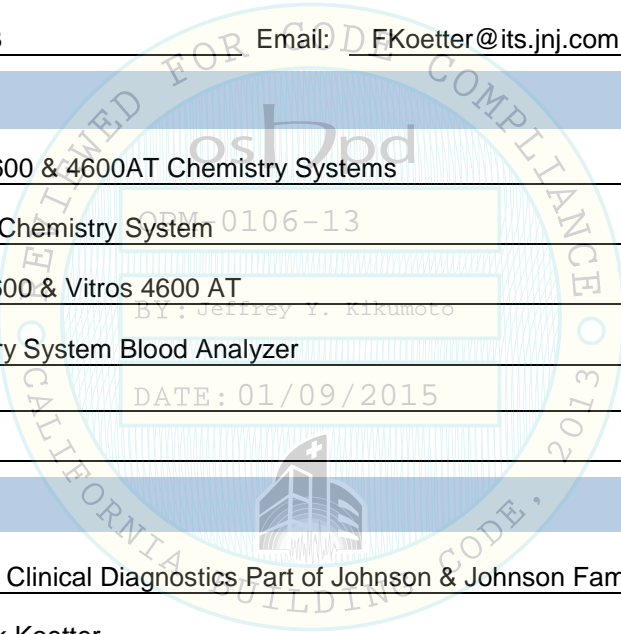 Email: FKoetter@its.jnj.com
600 & 4600AT Chemistry Systems
Chemistry System
600 & Vitros 4600 AT
System Blood Analyzer
Clinical Diagnostics Part of Johnson & Johnson
Koetter
REVIEWED FOR CODE COMPLIANCE
oshpd
OPM-0106-13
BY: Jeffrey Y. Kikumoto
DATE: 01/09/2015
CALIFORNIA BUILDING CODE, 2013